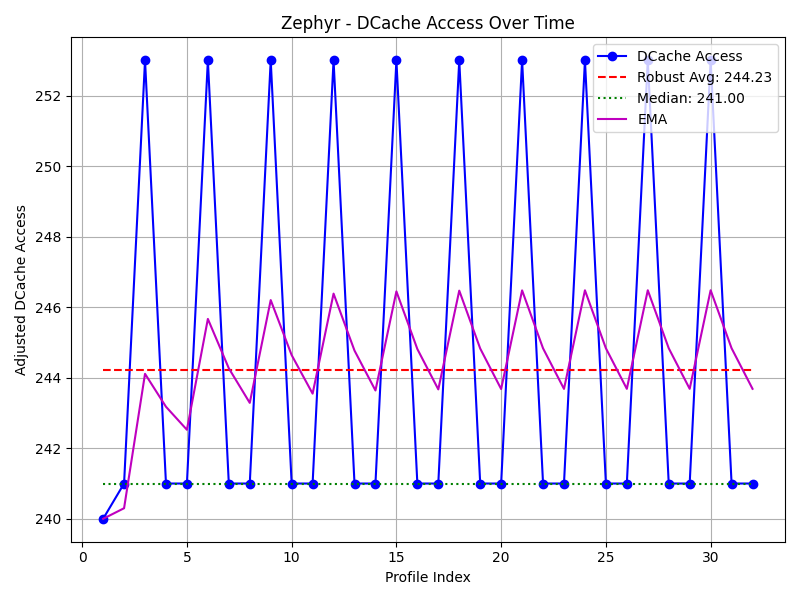 Zephyr - DCache Access Over Time
DCache Access
Robust Avg: 244.23
Median: 241.00
EMA
Adjusted DCache Access
252
250
248
246
244
242
240
0
5
10
15
20
25
30
Profile Index